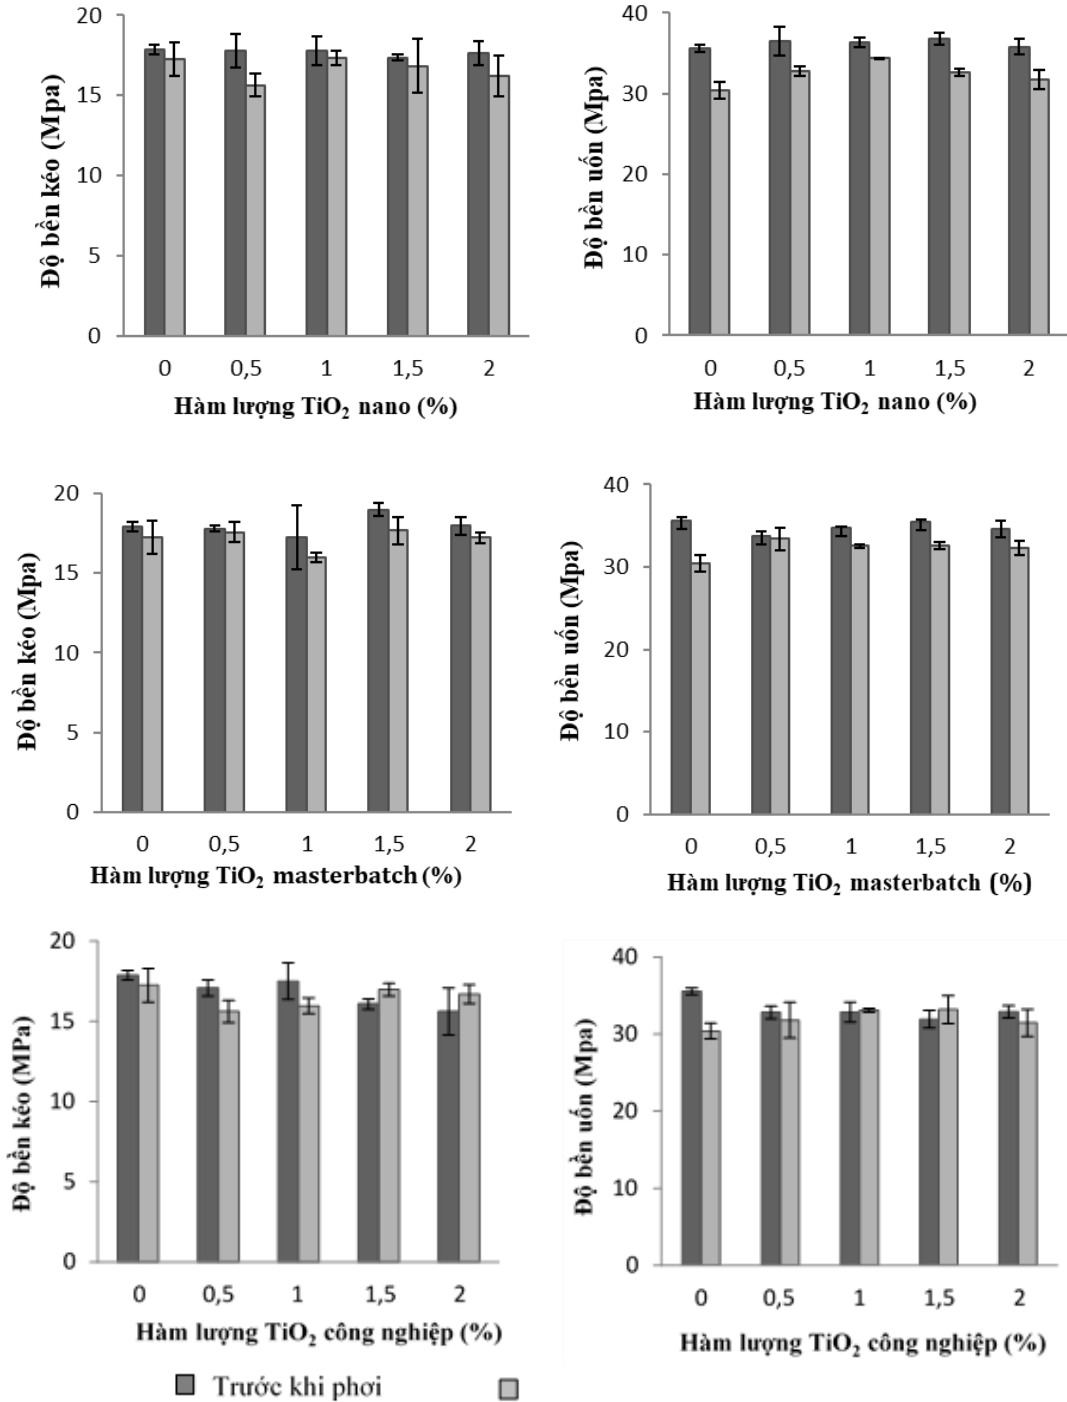 20
15
10
5
0
Độ bền kéo (Mpa)
0 0,5 1 1,5 2
Hàm lượng TiO₂ nano (%)
40
30
20
10
0
Độ bền uốn (Mpa)
0 0,5 1 1,5 2
Hàm lượng TiO₂ nano (%)
20
15
10
5
0
Độ bền kéo (Mpa)
0 0,5 1 1,5 2
Hàm lượng TiO₂ masterbatch (%)
40
30
20
10
0
Độ bền uốn (Mpa)
0 0,5 1 1,5 2
Hàm lượng TiO₂ masterbatch (%)
20
15
10
5
0
Độ bền kéo (MPa)
0 0,5 1 1,5 2
Hàm lượng TiO₂ công nghiệp (%)
40
30
20
10
0
Độ bền uốn (Mpa)
0 0,5 1 1,5 2
Hàm lượng TiO₂ công nghiệp (%)
Trước khi phơi